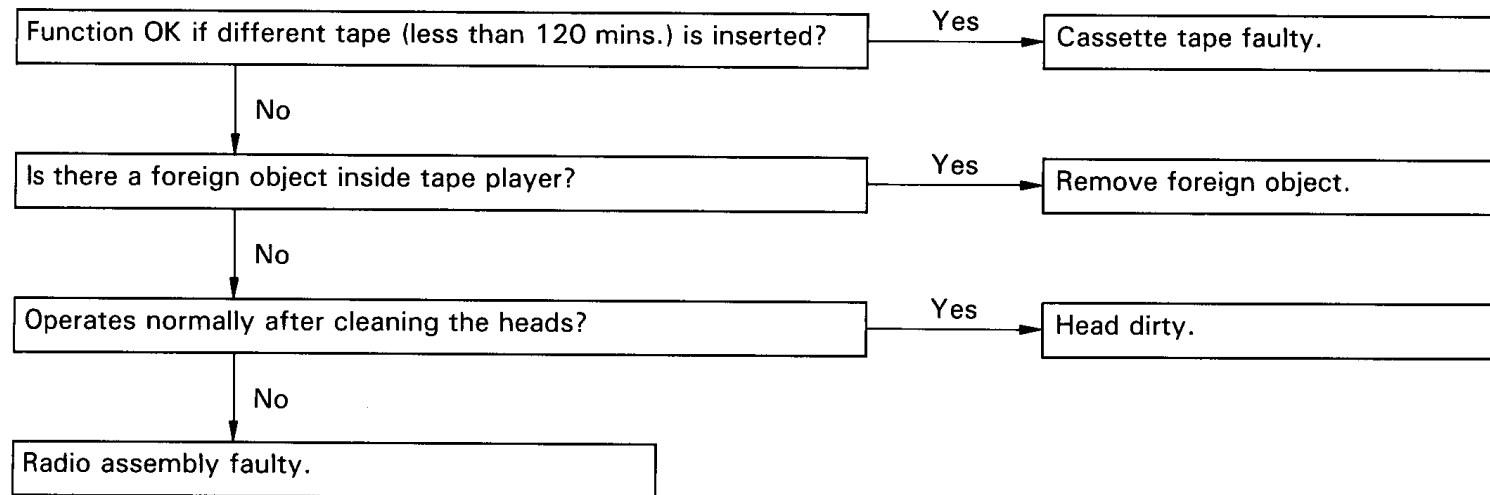 Function OK if different tape (less than 120 mins.) is inserted?
Yes
Cassette tape faulty.
No
Is there a foreign object inside tape player?
Yes
Remove foreign object.
No
Operates normally after cleaning the heads?
Yes
Head dirty.
No
Radio assembly faulty.